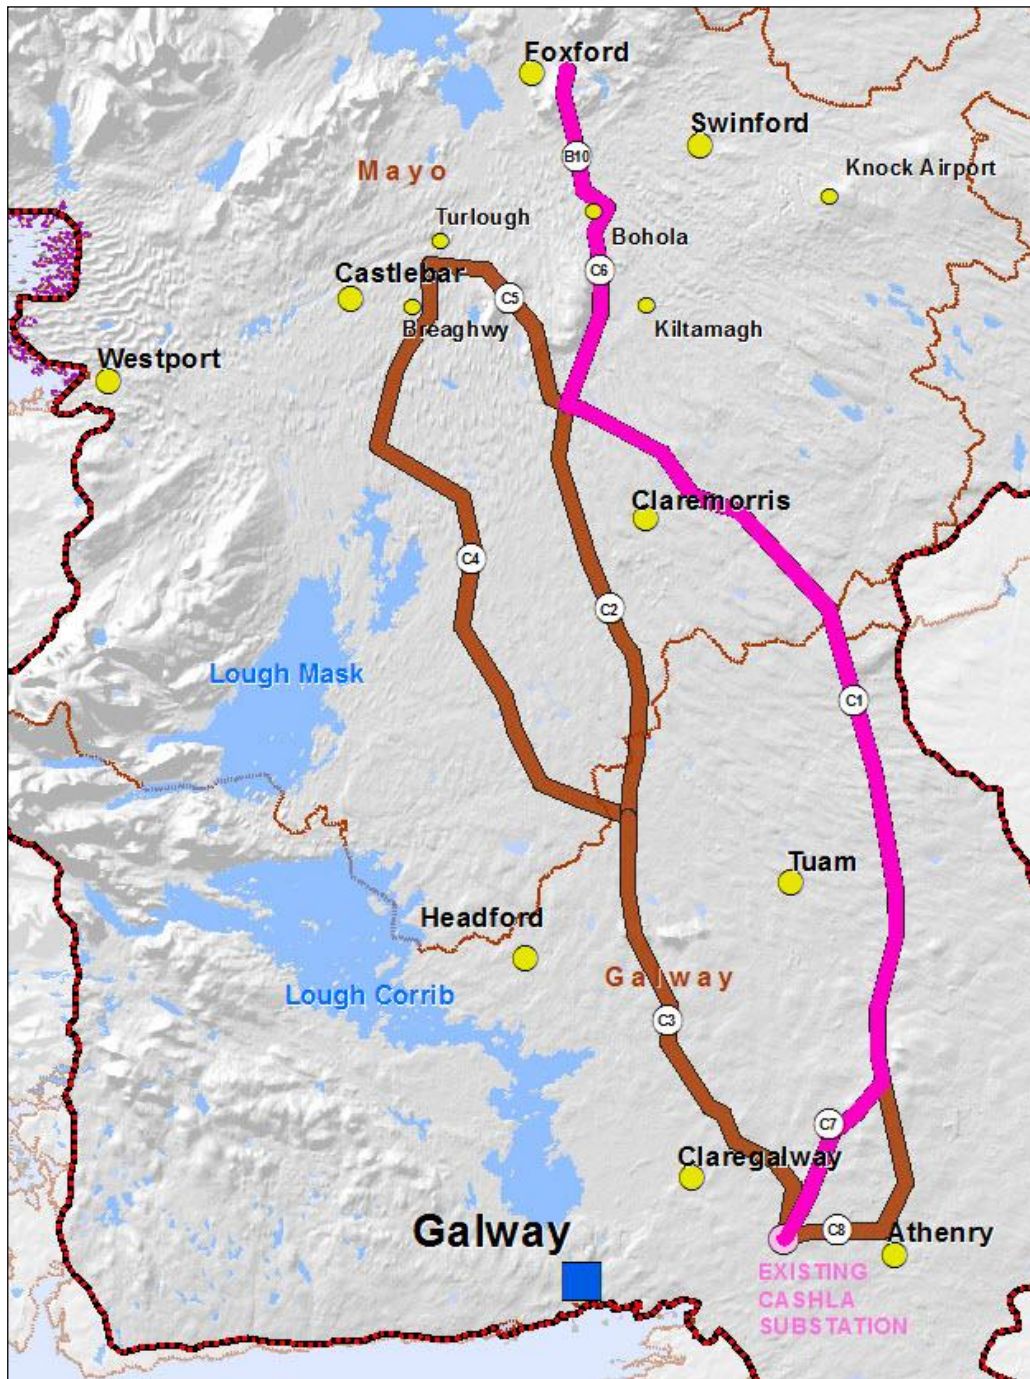 Foxford
Swinford
B10
Knock Airport
Mayo
Turlough
Bohola
Castlebar
C6
C5
Breaghwy
Kiltamagh
Westport
Claremorris
C4
C2
Lough Mask
C1
Tuam
Headford
Galway
Lough Corrib
C3
C7
Claregalway
Galway
C8
Athenry
EXISTING
CASHLA
SUBSTATION